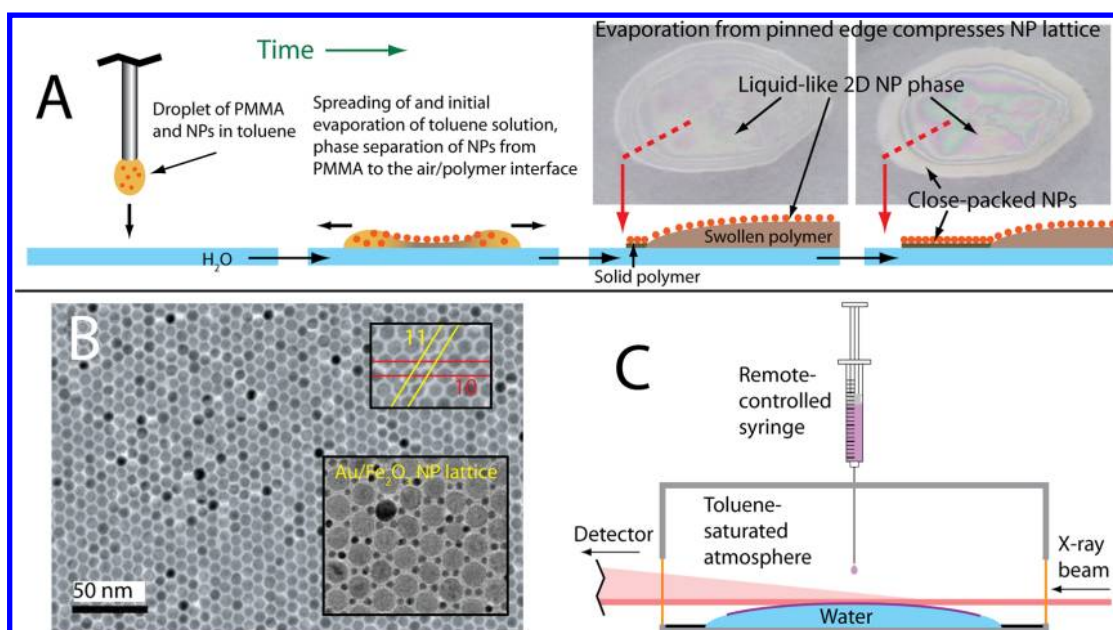 Evaporation from pinned edge compresses NP lattice
Time
A
Droplet of PMMA
and NPs in toluene
Spreading of and initial
evaporation of toluene solution,
phase separation of NPs from
PMMA to the air/polymer interface
Liquid-like 2D NP phase
Close-packed NPs
Swollen polymer
H₂O
Solid polymer
B
11
10
Au/Fe₂O₃ NP lattice
50 nm
C
Remote-
controlled
syringe
Toluene-
saturated
atmosphere
Detector
X-ray
beam
Water